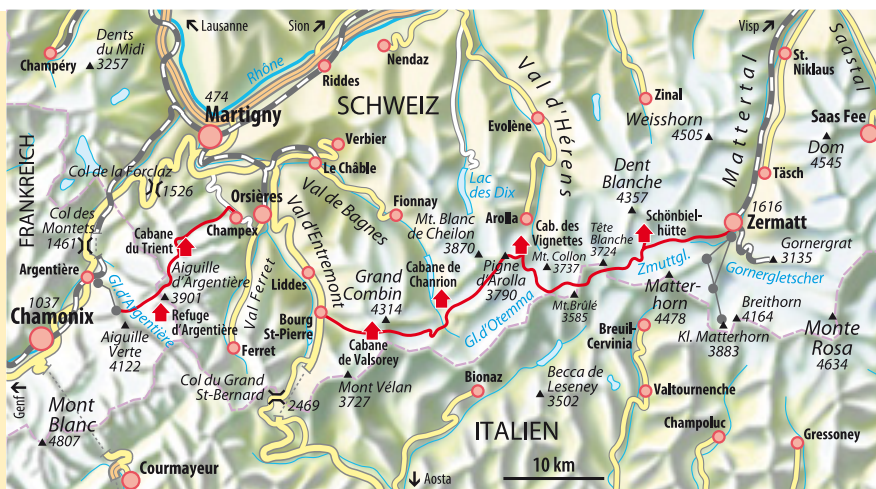 Lausanne
Sion
Visp
Dents
du Midi
3257
Champéry
Nendaz
Rhône
Riddes
474
Martigny
SCHWEIZ
Val d'Hérens
Mattertal
Saastal
St.
Niklaus
Zinal
Weisshorn
4505
Saas Fee
Dom
4545
Evolène
Verbier
Le Châble
FRANKREICH
Col de la Forclaz
1526
Orsières
Val de Bagnes
Fionnay
Lac
des Dix
Dent
Blanche
4357
Täsch
Col des
Montets
1461
Champex
Cabane
du Trient
Val d'Entremont
Mt. Blanc
de Cheilon
3870
Arolla
Cab. des
Vignettes
Tête
Blanche
3724
Schönbiel-
hütte
1616
Zermatt
Argentière
Gl.d'Argentière
Aiguille
d'Argentière
3901
Val Ferret
Liddes
Grand
Combin
4314
Cabane de
Chanrion
Pigne
d'Arolla
3790
Mt. Collon
3737
Zmuttgl.
Gornergrat
3135
Gornergletscher
1037
Chamonix
Refuge
d'Argentière
Bourg
St-Pierre
Gl.d'Otemma
Mt.Brûlé
3585
Matter-
horn
4478
Breithorn
4164
Aiguille
Verte
4122
Ferret
Cabane
de Valsorey
Breuil-
Cervinia
Kl. Matterhorn
3883
Monte
Rosa
4634
Genf
Col du Grand
St-Bernard
2469
Mont Vélan
3727
Bionaz
Becca de
Leseney
3502
Valtournenche
Mont
Blanc
4807
ITALIEN
Champoluc
Gressoney
Courmayeur
Aosta
10 km